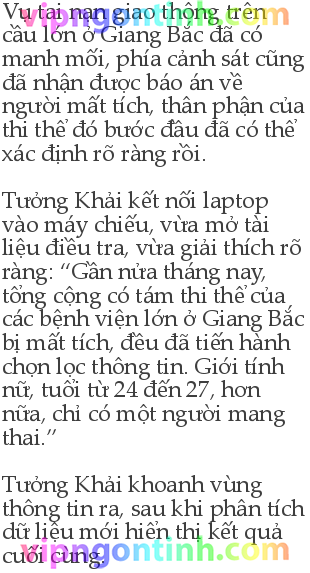 Vụ tai nạn giao thông trên
cầu lớn ở Giang Bắc đã có
manh mối, phía cảnh sát cũng
đã nhận được báo án về
người mất tích, thân phận của
thi thể đó bước đầu đã có thể
xác định rõ ràng rồi.
Tưởng Khải kết nối laptop
vào máy chiếu, vừa mở tài
liệu điều tra, vừa giải thích rõ
ràng: “Gần nửa tháng nay,
tổng cộng có tám thi thể của
các bệnh viện lớn ở Giang Bắc
bị mất tích, đều đã tiến hành
chọn lọc thông tin. Giới tính
nữ, tuổi từ 24 đến 27, hơn
nữa, chỉ có một người mang
thai.”
Tưởng Khải khoanh vùng
thông tin ra, sau khi phân tích
dữ liệu mới hiển thị kết quả
cuối cùng.
vipngontinh.com
vipngontinh.com